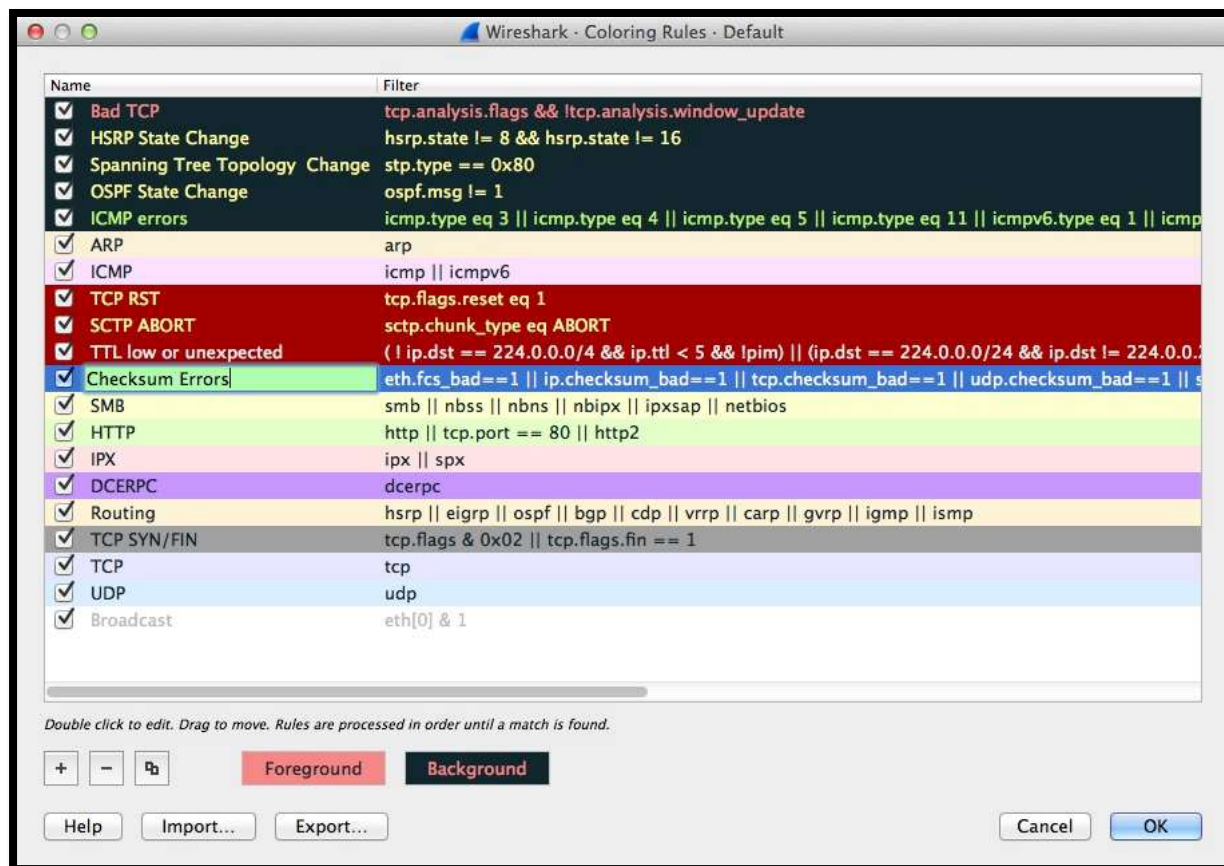 Wireshark · Coloring Rules · Default
Name Filter
Bad TCP tcp.analysis.flags && !tcp.analysis.window_update
HSRP State Change hsrp.state != 8 && hsrp.state != 16
Spanning Tree Topology  Change stp.type == 0x80
OSPF State Change ospf.msg != 1
ICMP errors icmp.type eq 3 || icmp.type eq 4 || icmp.type eq 5 || icmp.type eq 11 || icmpv6.type eq 1 || icmp
ARP arp
ICMP icmp || icmpv6
TCP RST tcp.flags.reset eq 1
SCTP ABORT sctp.chunk_type eq ABORT
TTL low or unexpected ( ! ip.dst == 224.0.0.0/4 && ip.ttl < 5 && !pim) || (ip.dst == 224.0.0.0/24 && ip.dst != 224.0.0.
Checksum Errors eth.fcs_bad==1 || ip.checksum_bad==1 || tcp.checksum_bad==1 || udp.checksum_bad==1 || s
SMB smb || nbss || nbns || nbipx || ipxsap || netbios
HTTP http || tcp.port == 80 || http2
IPX ipx || spx
DCERPC dcerpc
Routing hsrp || eigrp || ospf || bgp || cdp || vrrp || carp || gvrp || igmp || ismp
TCP SYN/FIN tcp.flags & 0x02 || tcp.flags.fin == 1
TCP tcp
UDP udp
Broadcast eth[0] & 1
Double click to edit. Drag to move. Rules are processed in order until a match is found.
+ − Foreground Background
Help Import... Export... Cancel OK